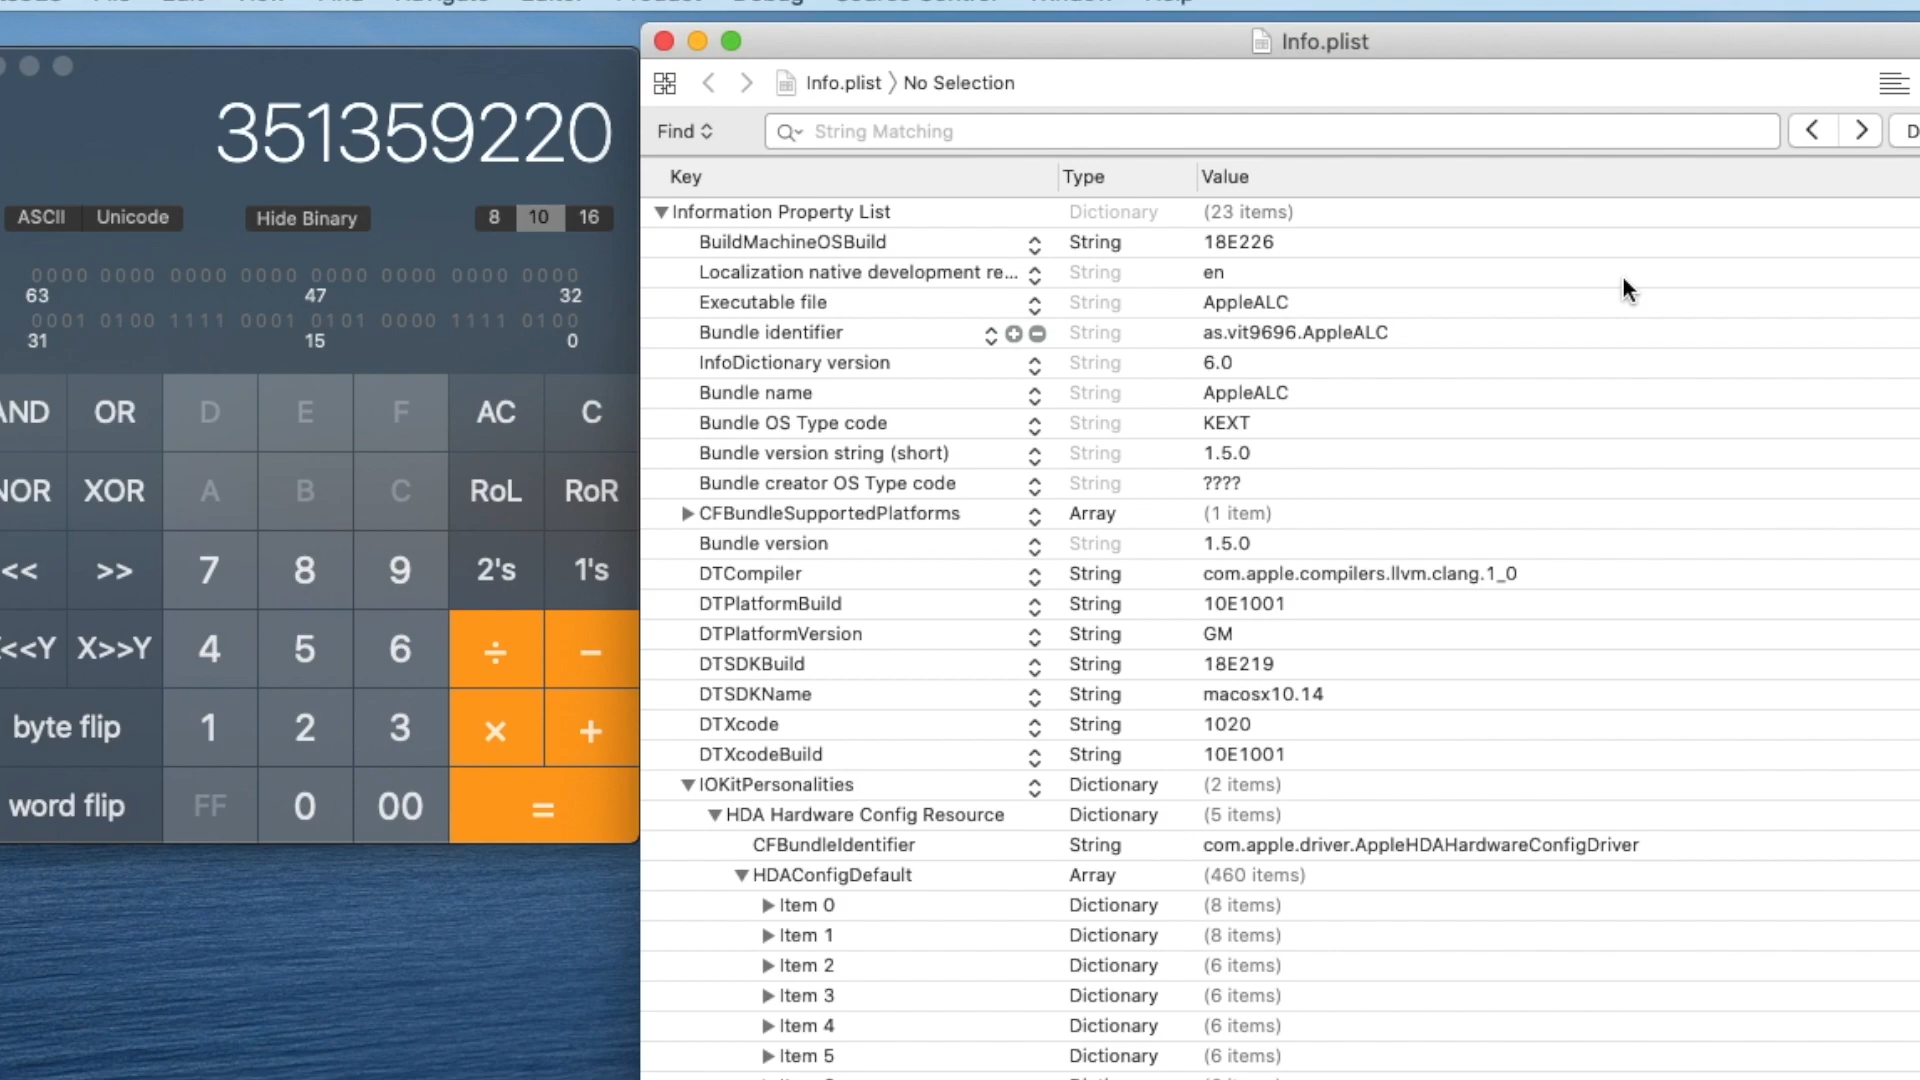 Info.plist
Info.plist 〉 No Selection
Find
String Matching
351359220
ASCII Unicode Hide Binary 8 10 16
0000 0000 0000 0000 0000 0000 0000 0000
63 47 32
0001 0100 1111 0001 0101 0000 1111 0100
31 15 0
AND OR D E F AC C
NOR XOR A B C RoL RoR
<< >> 7 8 9 2's 1's
X<<Y X>>Y 4 5 6 ÷ −
byte flip 1 2 3 × +
word flip FF 0 00 =
Key Type Value
Information Property List Dictionary (23 items)
BuildMachineOSBuild String 18E226
Localization native development re... String en
Executable file String AppleALC
Bundle identifier String as.vit9696.AppleALC
InfoDictionary version String 6.0
Bundle name String AppleALC
Bundle OS Type code String KEXT
Bundle version string (short) String 1.5.0
Bundle creator OS Type code String ????
CFBundleSupportedPlatforms Array (1 item)
Bundle version String 1.5.0
DTCompiler String com.apple.compilers.llvm.clang.1_0
DTPlatformBuild String 10E1001
DTPlatformVersion String GM
DTSDKBuild String 18E219
DTSDKName String macosx10.14
DTXcode String 1020
DTXcodeBuild String 10E1001
IOKitPersonalities Dictionary (2 items)
HDA Hardware Config Resource Dictionary (5 items)
CFBundleIdentifier String com.apple.driver.AppleHDAHardwareConfigDriver
HDAConfigDefault Array (460 items)
Item 0 Dictionary (8 items)
Item 1 Dictionary (8 items)
Item 2 Dictionary (6 items)
Item 3 Dictionary (6 items)
Item 4 Dictionary (6 items)
Item 5 Dictionary (6 items)